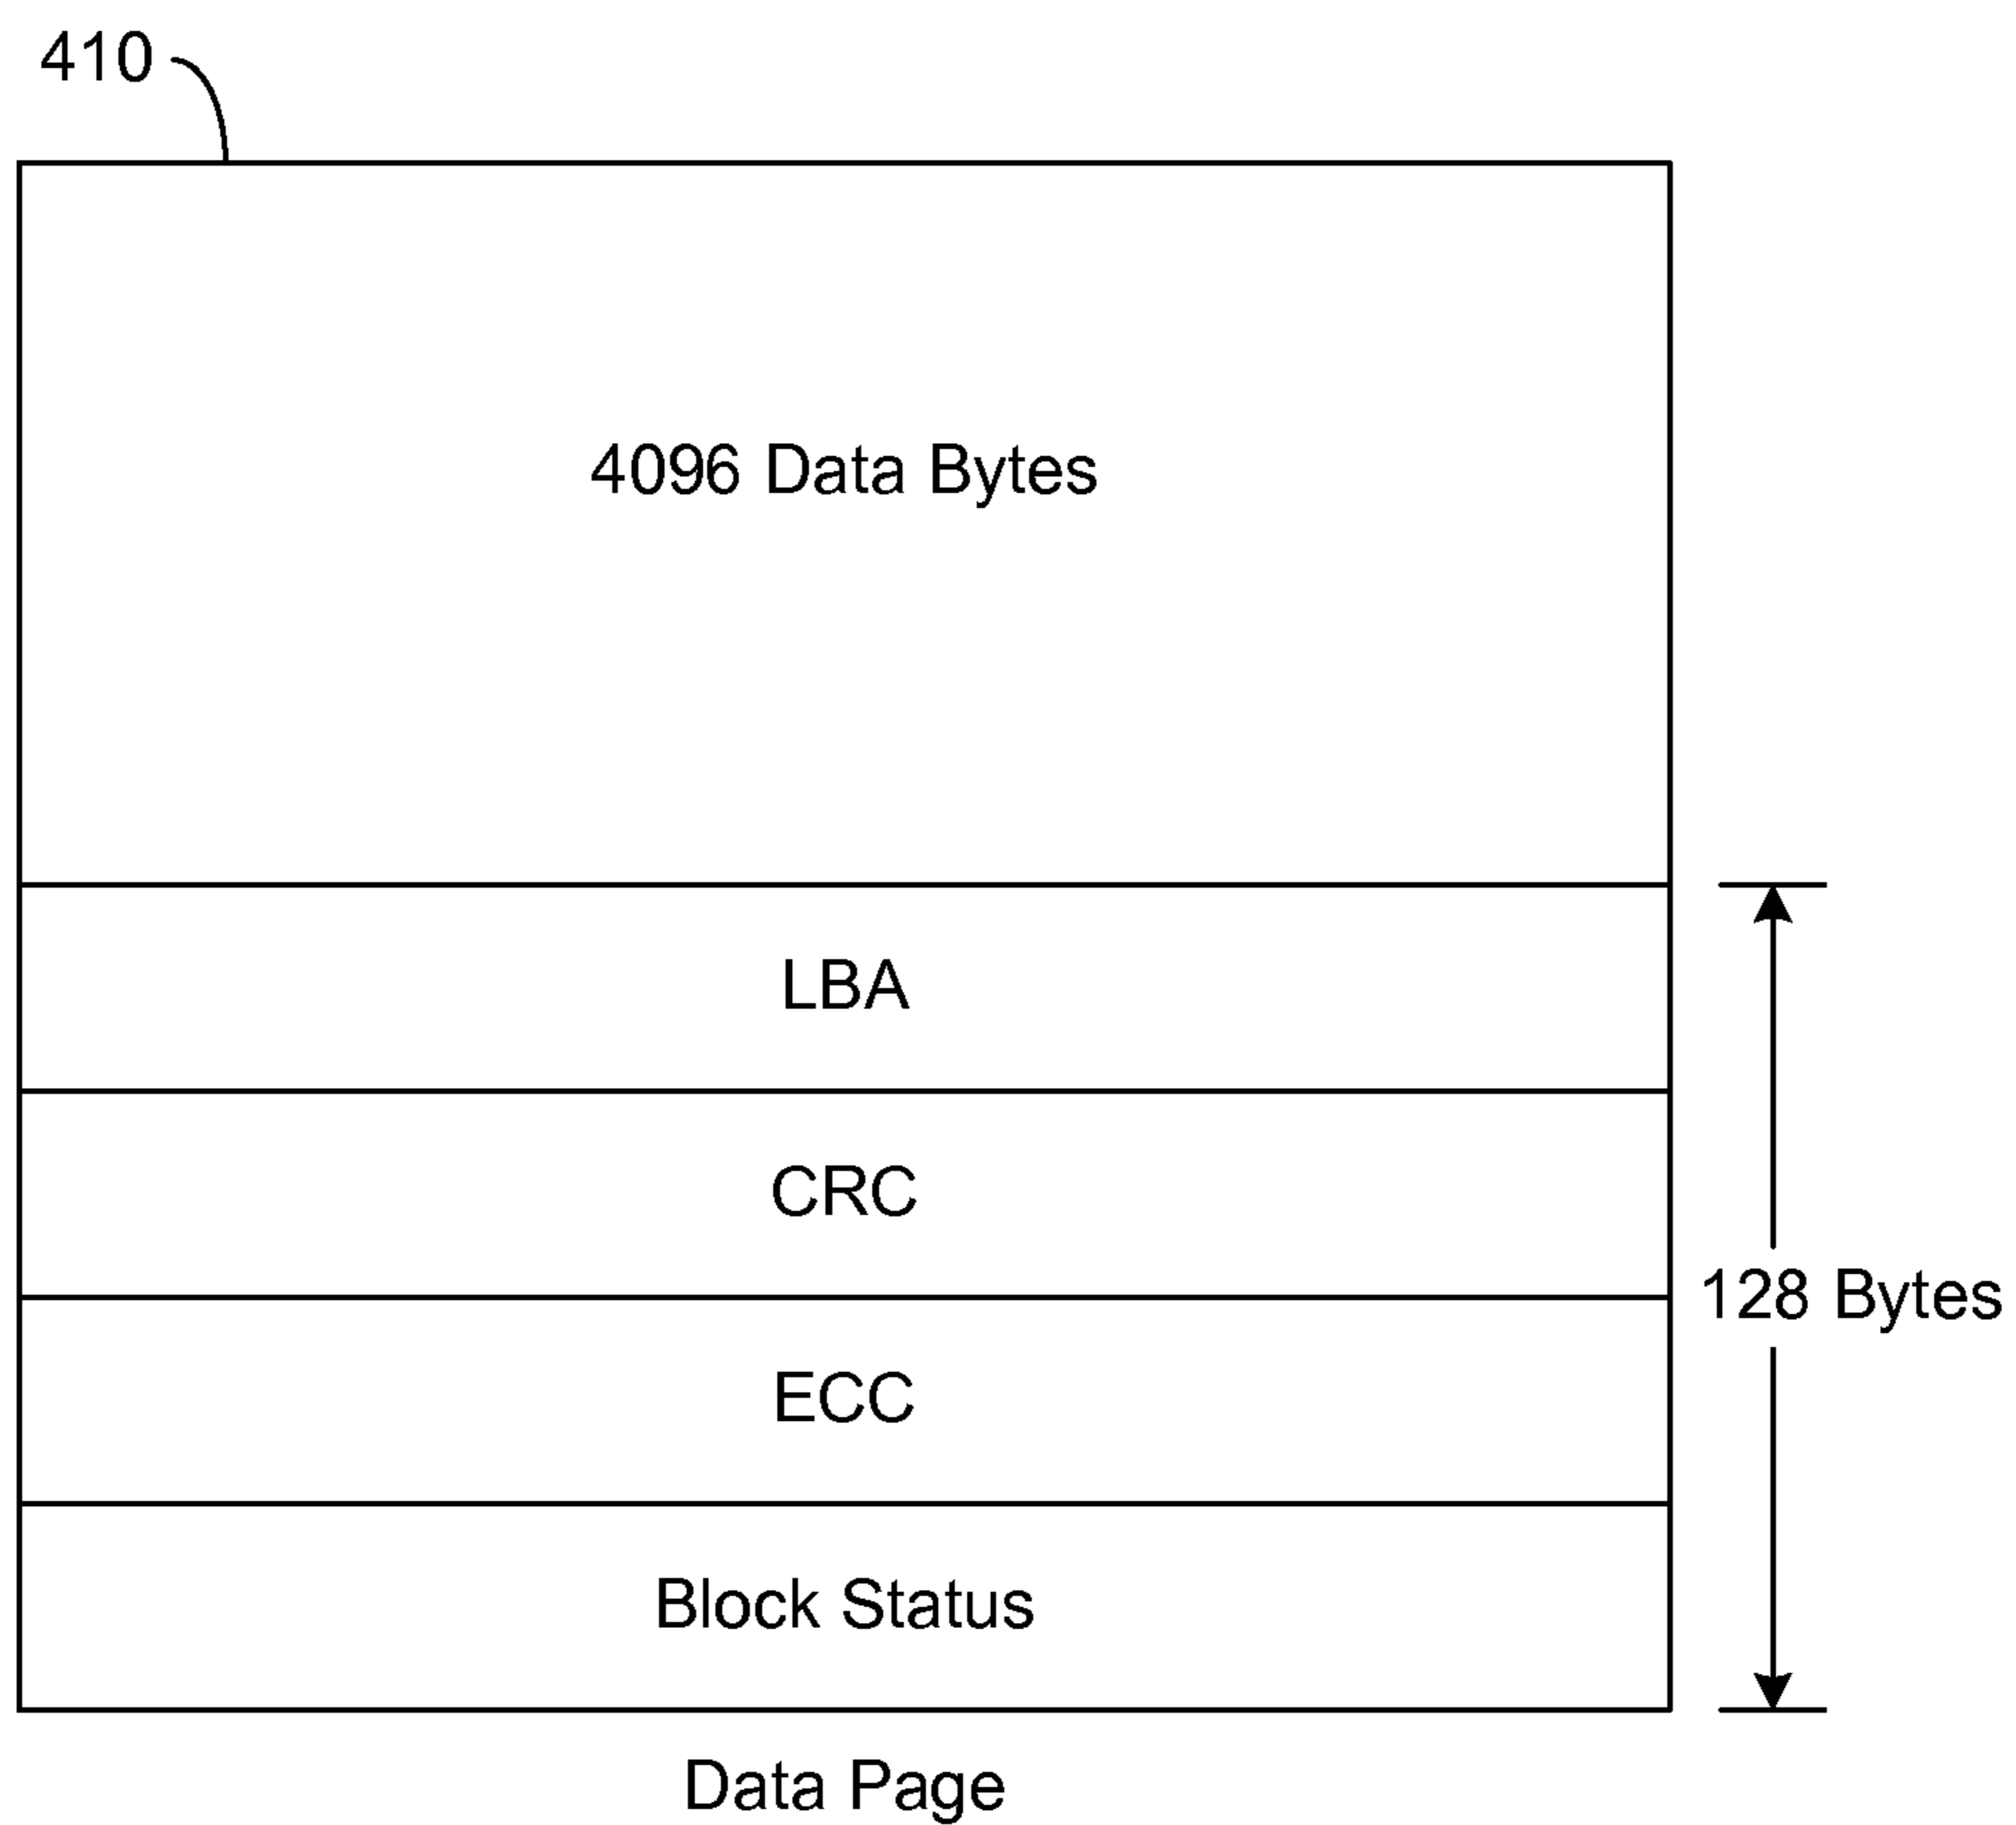 410
4096 Data Bytes
LBA
CRC
128 Bytes
ECC
Block Status
Data Page